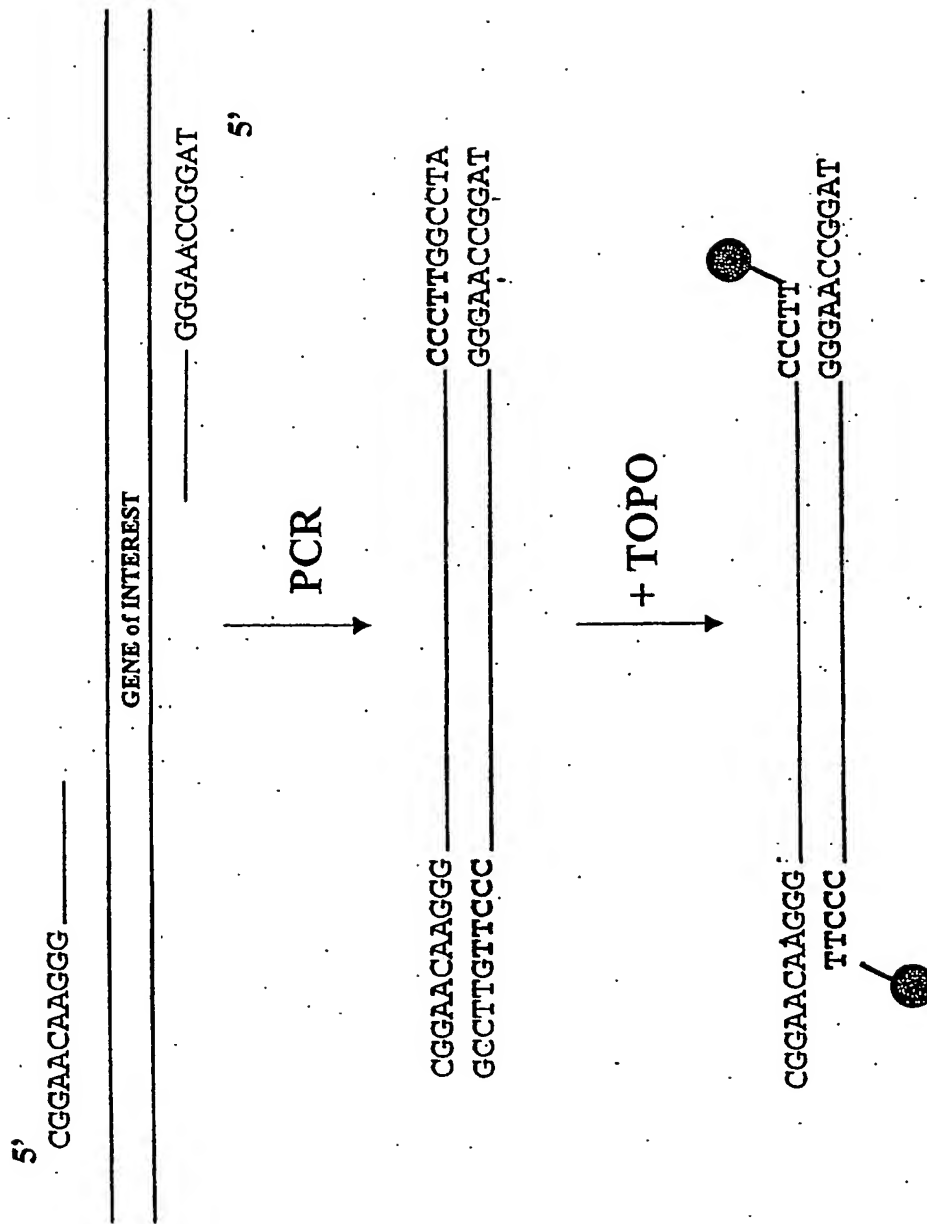 5'
CGGAACAAGGG
GENE of INTEREST
GGGAACCGGAT
5'
PCR
CGGAACAAGGG CCCTTGGCCTA
GCCTTGTTCCC GGGAACCGGAT
+ TOPO
CGGAACAAGGG CCCTT
TTCCC GGGAACCGGAT